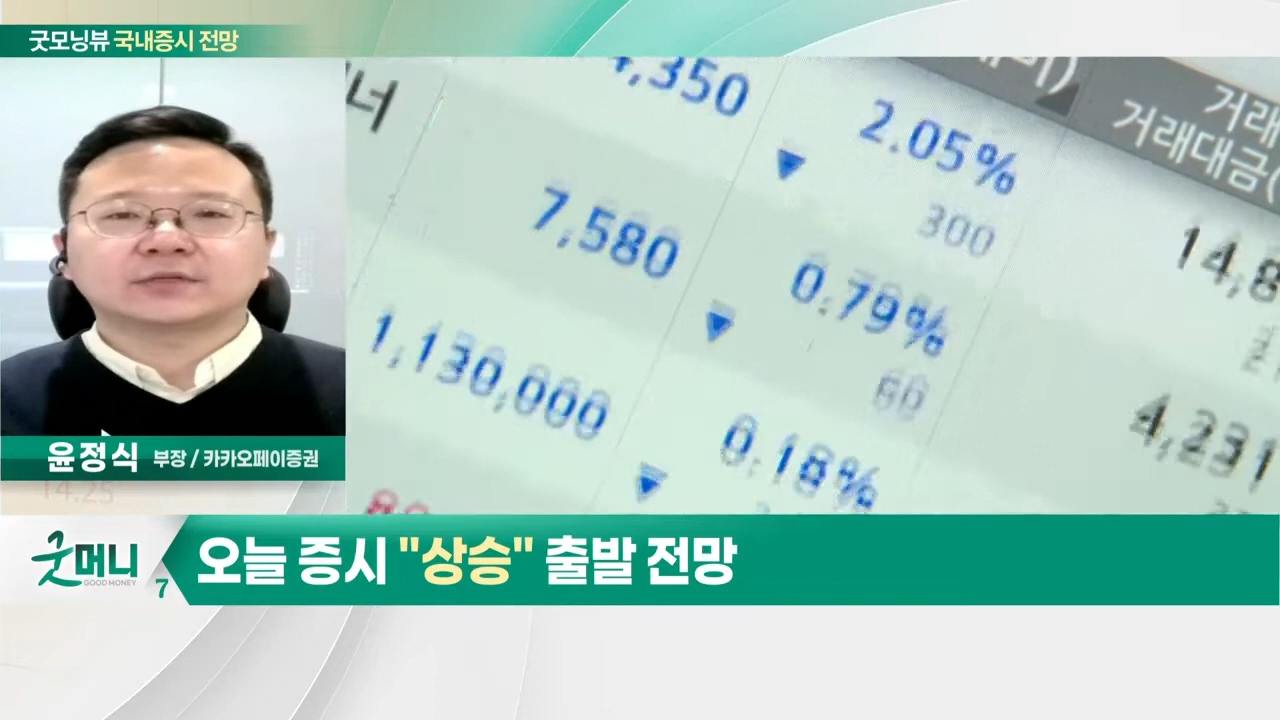 굿모닝뷰 국내증시 전망
너
4,350
2.05%
300
7,580
0.79%
60
1,130,000
0.18%
거래
거래대금(
14,8
4,231
윤정식 부장 / 카카오페이증권
14.25
굿머니
GOOD MONEY
7
오늘 증시 "상승" 출발 전망